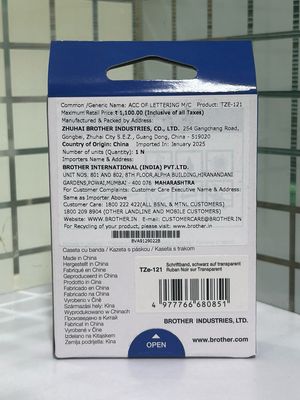 Common /Generic Name: ACC OF LETTERING M/C Product: TZE-121
Maximum Retail Price ₹ 1,100.00 (Inclusive of all Taxes)
Manufactured & Packed by Address:
ZHUHAI BROTHER INDUSTRIES, CO., LTD. 254 Gangchang Road,
Gongbei, Zhuhai City S.E.Z., Guang Dong, China - 519020
Country of Origin: China Imported in: January 2025
Number of units (Quantity): 1 N
Importer's Name & Address:
BROTHER INTERNATIONAL (INDIA) PVT.LTD.
UNIT NOS. 801 AND 802, 8TH FLOOR,ALPHA BUILDING,HIRANANDANI
GARDENS,POWAI,MUMBAI - 400 076 MAHARASHTRA
For Customer Complaints: Customer Care Executive Name & Address:
Same as Importer Above
Customer Care: 1800 222 422(ALL BSNL & MTNL CUSTOMERS)
1800 209 8904 (OTHER LANDLINE AND MOBILE CUSTOMERS)
Website:WWW.BROTHER.IN Email: CUSTOMERCARE@BROTHER.IN
For Recycling of your product, please visit: www.brother.in
BVA91290228
Casetta cu banda / Kazeta s páskou / Kaseta s trakom
Made in China
Hergestellt in China
Fabriqué en Chine
Geproduceerd in China
Prodotto in Cina
Fabricado en China
Fabricado na China
Vyrobeno v Číně
Származási hely: Kína
Wyprodukowano w Chinach
Произведено в Китай
Fabricat în China
Vyrobené v Číne
Izdelano na Kitajskem
Zemlja podrijetla: Kina
TZe-121
Schriftband, schwarz auf transparent
Ruban Noir sur Transparent
4 977766 680851
BROTHER INDUSTRIES, LTD.
www.brother.com
OPEN